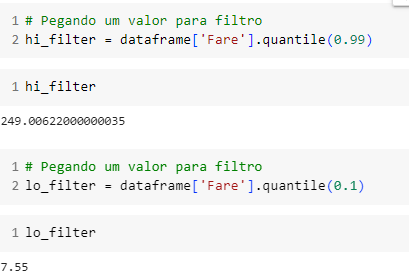 1 # Pegando um valor para filtro
2 hi_filter = dataframe['Fare'].quantile(0.99)
1 hi_filter
249.00622000000035
1 # Pegando um valor para filtro
2 lo_filter = dataframe['Fare'].quantile(0.1)
1 lo_filter
7.55